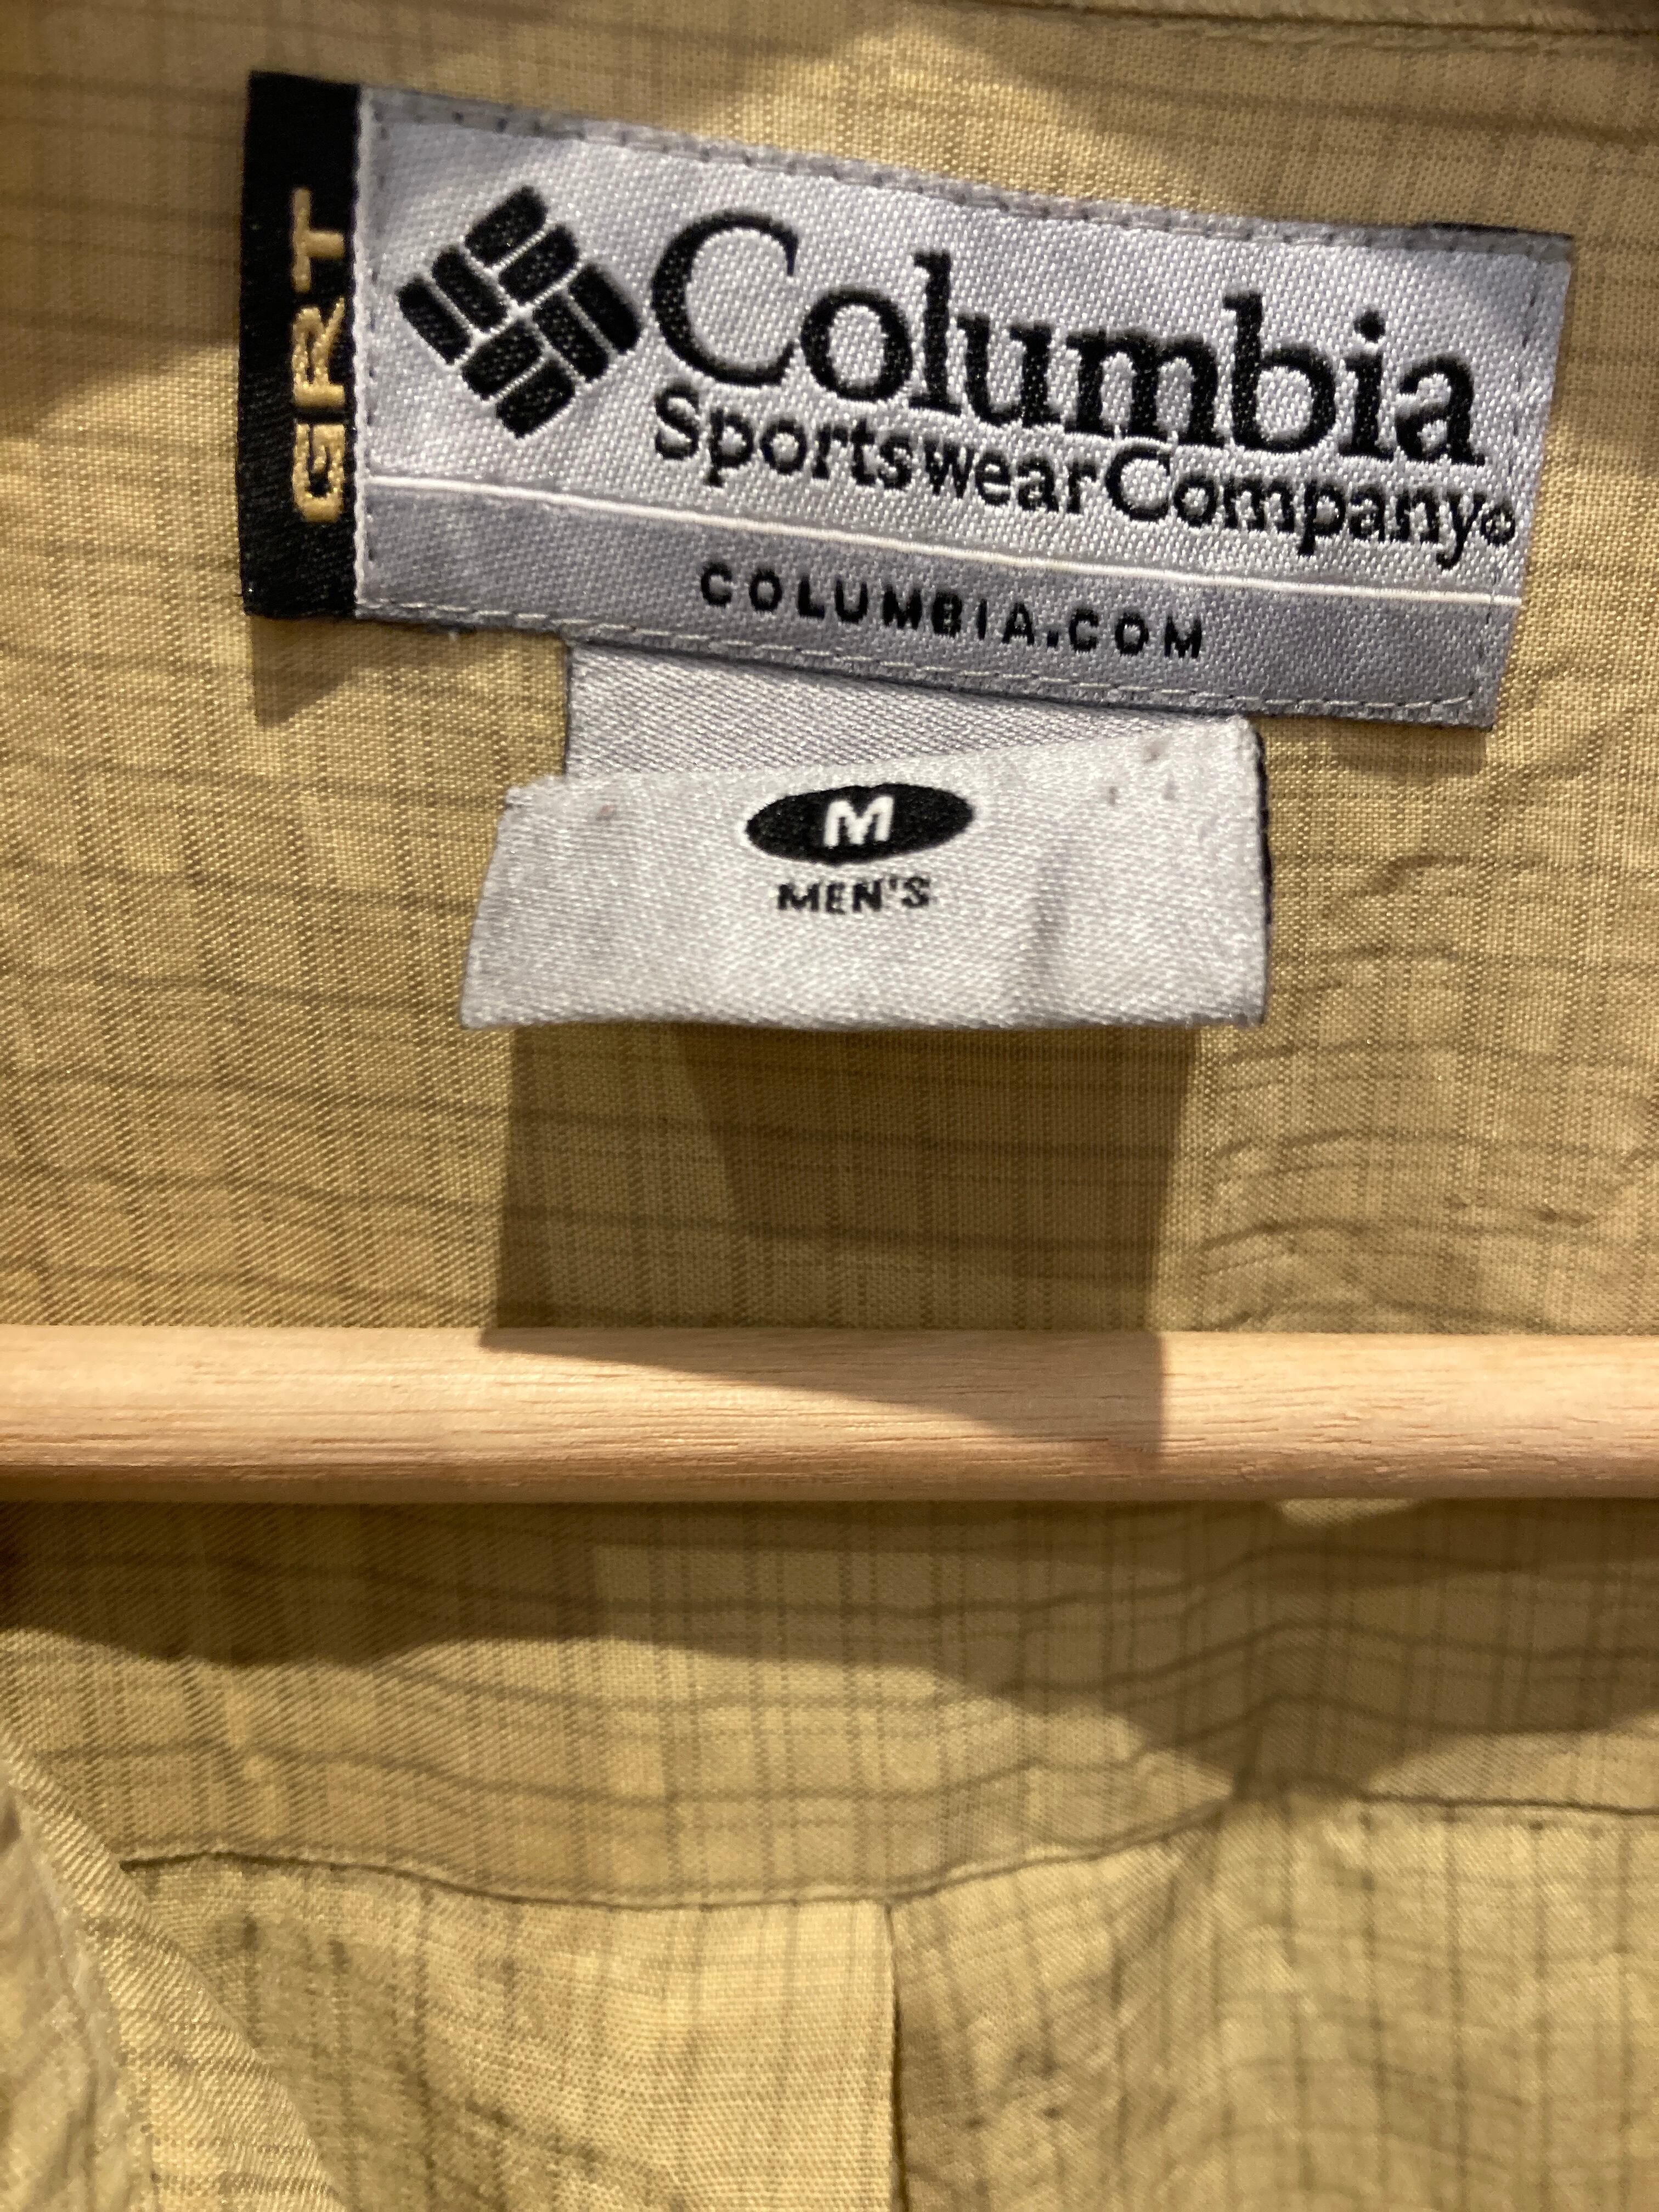 GRT
Columbia
Sportswear Company©
COLUMBIA.COM
M
MEN'S